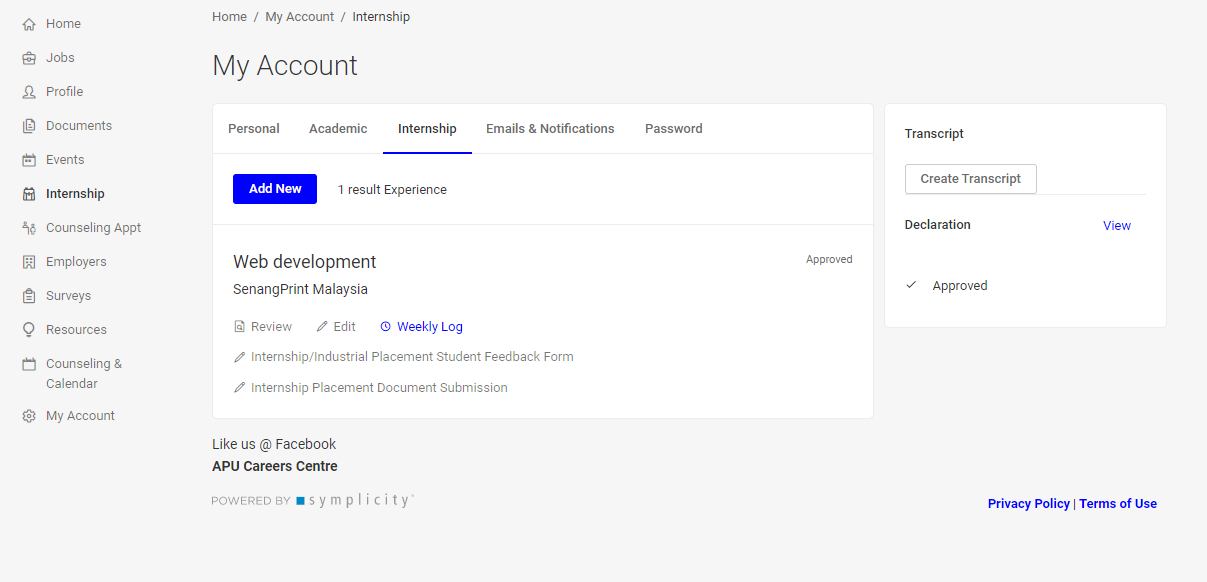 Home
Jobs
Profile
Documents
Events
Internship
Counseling Appt
Employers
Surveys
Resources
Counseling &
Calendar
My Account
Home / My Account / Internship
My Account
Personal Academic Internship Emails & Notifications Password
Add New 1 result Experience
Web development Approved
SenangPrint Malaysia
Review Edit Weekly Log
Internship/Industrial Placement Student Feedback Form
Internship Placement Document Submission
Transcript
Create Transcript
Declaration View
Approved
Like us @ Facebook
APU Careers Centre
POWERED BY symplicity
Privacy Policy | Terms of Use